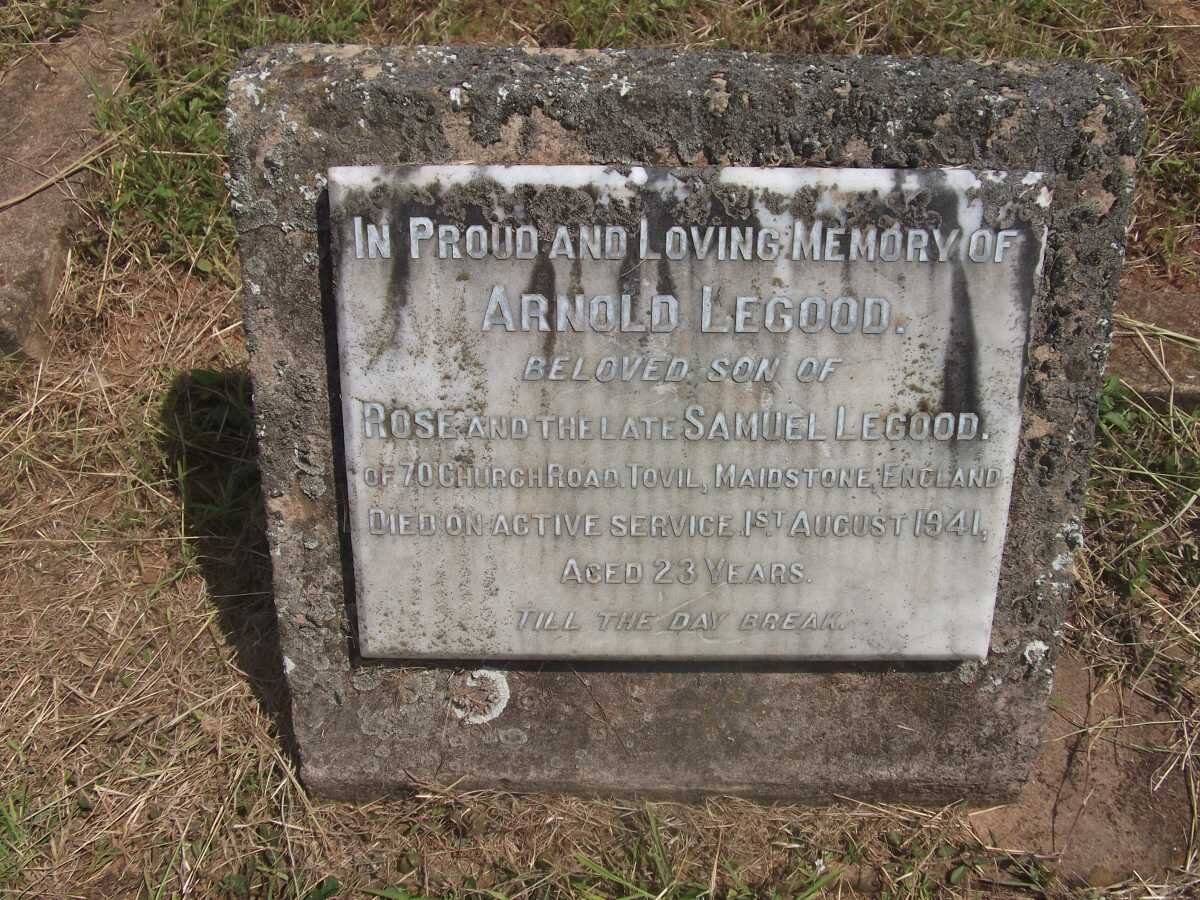 IN PROUD AND LOVING MEMORY OF
ARNOLD LEGOOD.
BELOVED SON OF
ROSE AND THE LATE SAMUEL LEGOOD.
OF 70 CHURCH ROAD. TOVIL, MAIDSTONE, ENGLAND
DIED ON ACTIVE SERVICE 1ST AUGUST 1941,
AGED 23 YEARS.
TILL THE DAY BREAK.